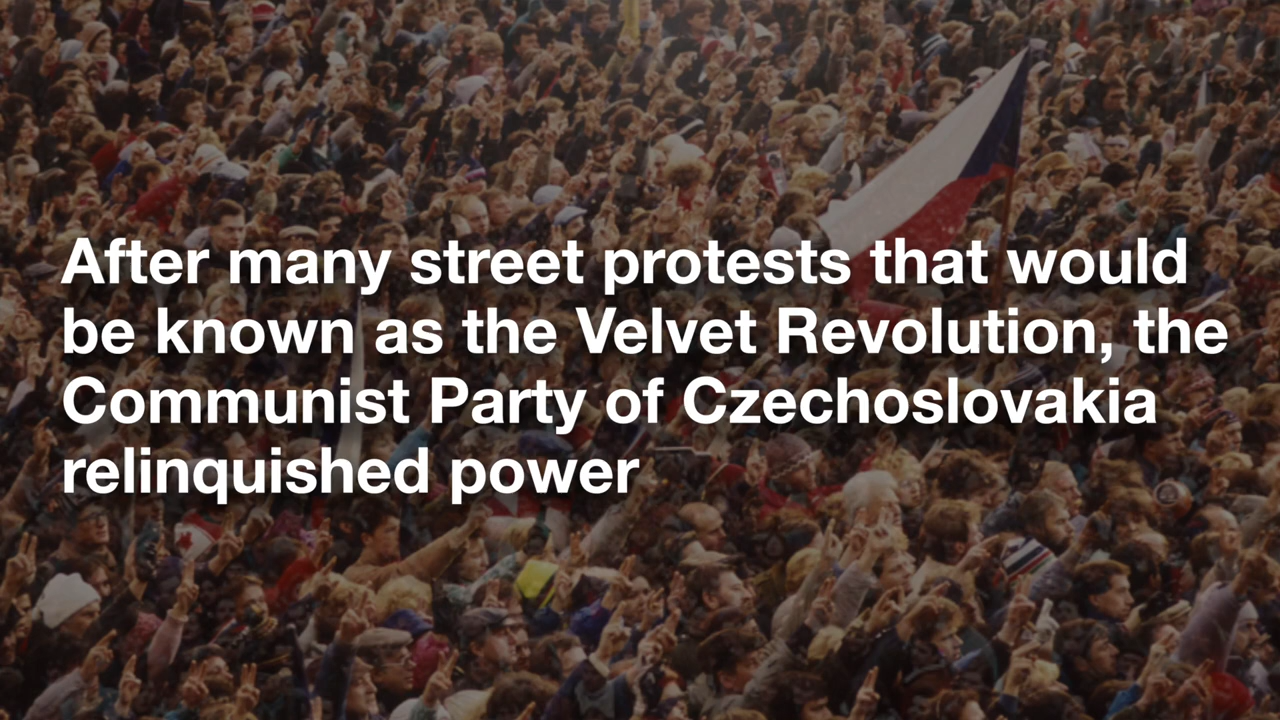 After many street protests that would
be known as the Velvet Revolution, the
Communist Party of Czechoslovakia
relinquished power